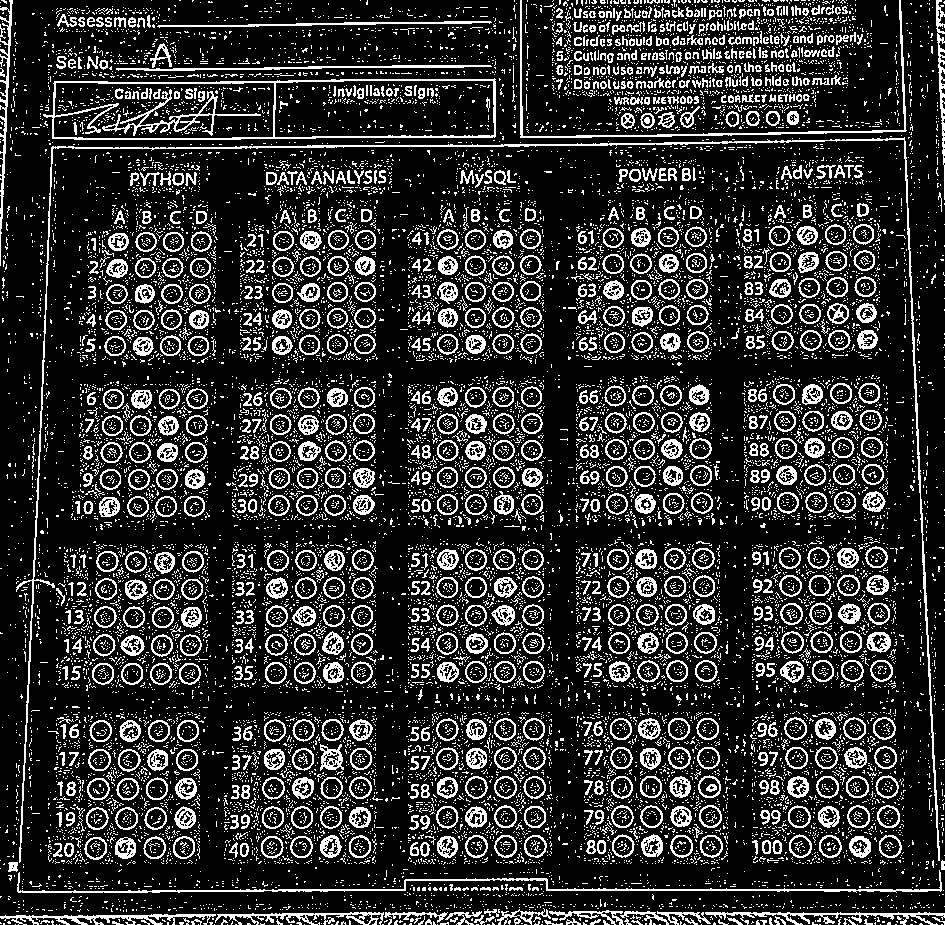 Assessment:
Set No: A
Candidate Sign:
Invigilator Sign:
2. Use only blue/ black ball point pen to fill the circles.
Use of pencil is strictly prohibited.
4. Circles should be darkened completely and properly.
5. Cutting and erasing on this sheet is not allowed.
6. Do not use any stray marks on the sheet.
7. Do not use marker or white fluid to hide the mark.
WRONG METHODS CORRECT METHOD
PYTHON DATA ANALYSIS MySQL POWER BI Adv STATS
A B C D A B C D A B C D A B C D A B C D
1 21 41 61 81
2 22 42 62 82
3 23 43 63 83
4 24 44 64 84
5 25 45 65 85
6 26 46 66 86
7 27 47 67 87
8 28 48 68 88
9 29 49 69 89
10 30 50 70 90
11 31 51 71 91
12 32 52 72 92
13 33 53 73 93
14 34 54 74 94
15 35 55 75 95
16 36 56 76 96
17 37 57 77 97
18 38 58 78 98
19 39 59 79 99
20 40 60 80 100